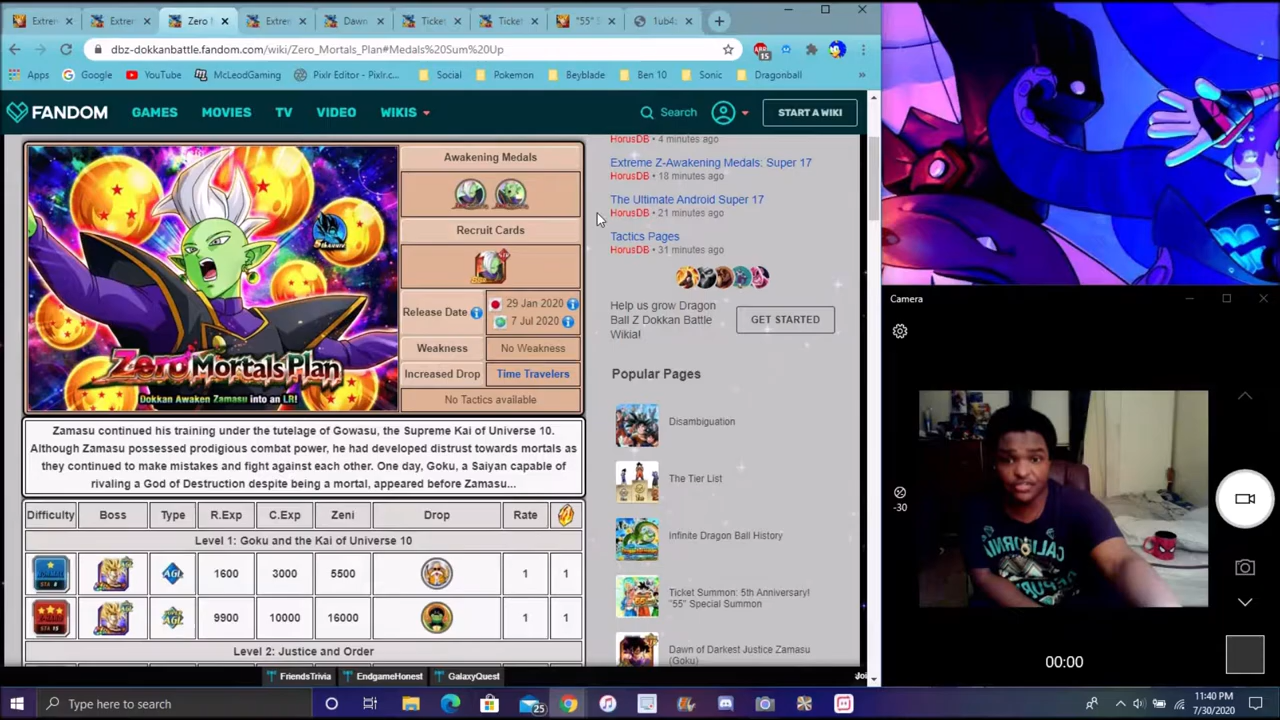 Extren
Extrem
Zero M
Extren
Dawn
Ticket
Ticket
"55" S
1ub4:
dbz-dokkanbattle.fandom.com/wiki/Zero_Mortals_Plan#Medals%20Sum%20Up
15
Apps
Google
YouTube
McLeodGaming
Pixlr Editor - Pixlr.c...
Social
Pokemon
Beyblade
Ben 10
Sonic
Dragonball
FANDOM
GAMES
MOVIES
TV
VIDEO
WIKIS
Search
START A WIKI
HorusDB • 4 minutes ago
Extreme Z-Awakening Medals: Super 17
HorusDB • 18 minutes ago
The Ultimate Android Super 17
HorusDB • 21 minutes ago
Tactics Pages
HorusDB • 31 minutes ago
Help us grow Dragon
Ball Z Dokkan Battle
Wikia!
GET STARTED
Popular Pages
Disambiguation
The Tier List
Infinite Dragon Ball History
Ticket Summon: 5th Anniversary!
"55" Special Summon
Dawn of Darkest Justice Zamasu
(Goku)
Zero Mortals Plan
Dokkan Awaken Zamasu into an LR!
Awakening Medals
Recruit Cards
Release Date
29 Jan 2020
7 Jul 2020
Weakness
No Weakness
Increased Drop
Time Travelers
No Tactics available
Zamasu continued his training under the tutelage of Gowasu, the Supreme Kai of Universe 10.
Although Zamasu possessed prodigious combat power, he had developed distrust towards mortals as
they continued to make mistakes and fight against each other. One day, Goku, a Saiyan capable of
rivaling a God of Destruction despite being a mortal, appeared before Zamasu...
Difficulty Boss Type R.Exp C.Exp Zeni Drop Rate
Level 1: Goku and the Kai of Universe 10
AGL 1600 3000 5500 1 1
AGL 9900 10000 16000 1 1
Level 2: Justice and Order
FriendsTrivia
EndgameHonest
GalaxyQuest
Camera
-30
00:00
Type here to search
25
11:40 PM
7/30/2020